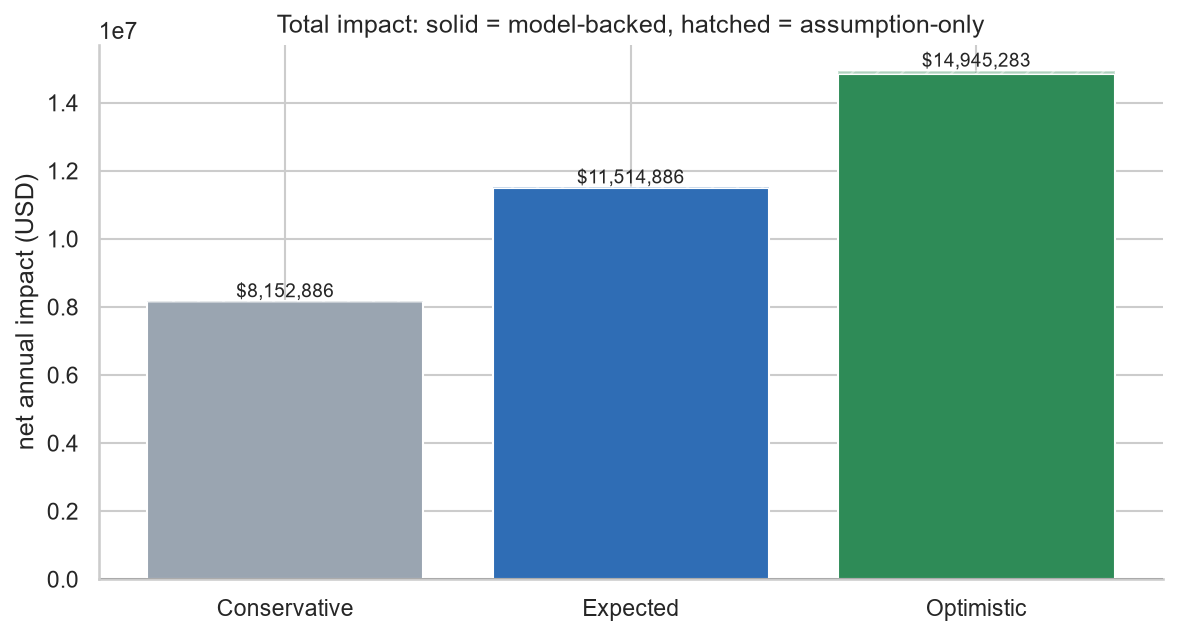 Total impact: solid = model-backed, hatched = assumption-only
1e7
net annual impact (USD)
1.4
1.2
1.0
0.8
0.6
0.4
0.2
0.0
$8,152,886
$11,514,886
$14,945,283
Conservative
Expected
Optimistic